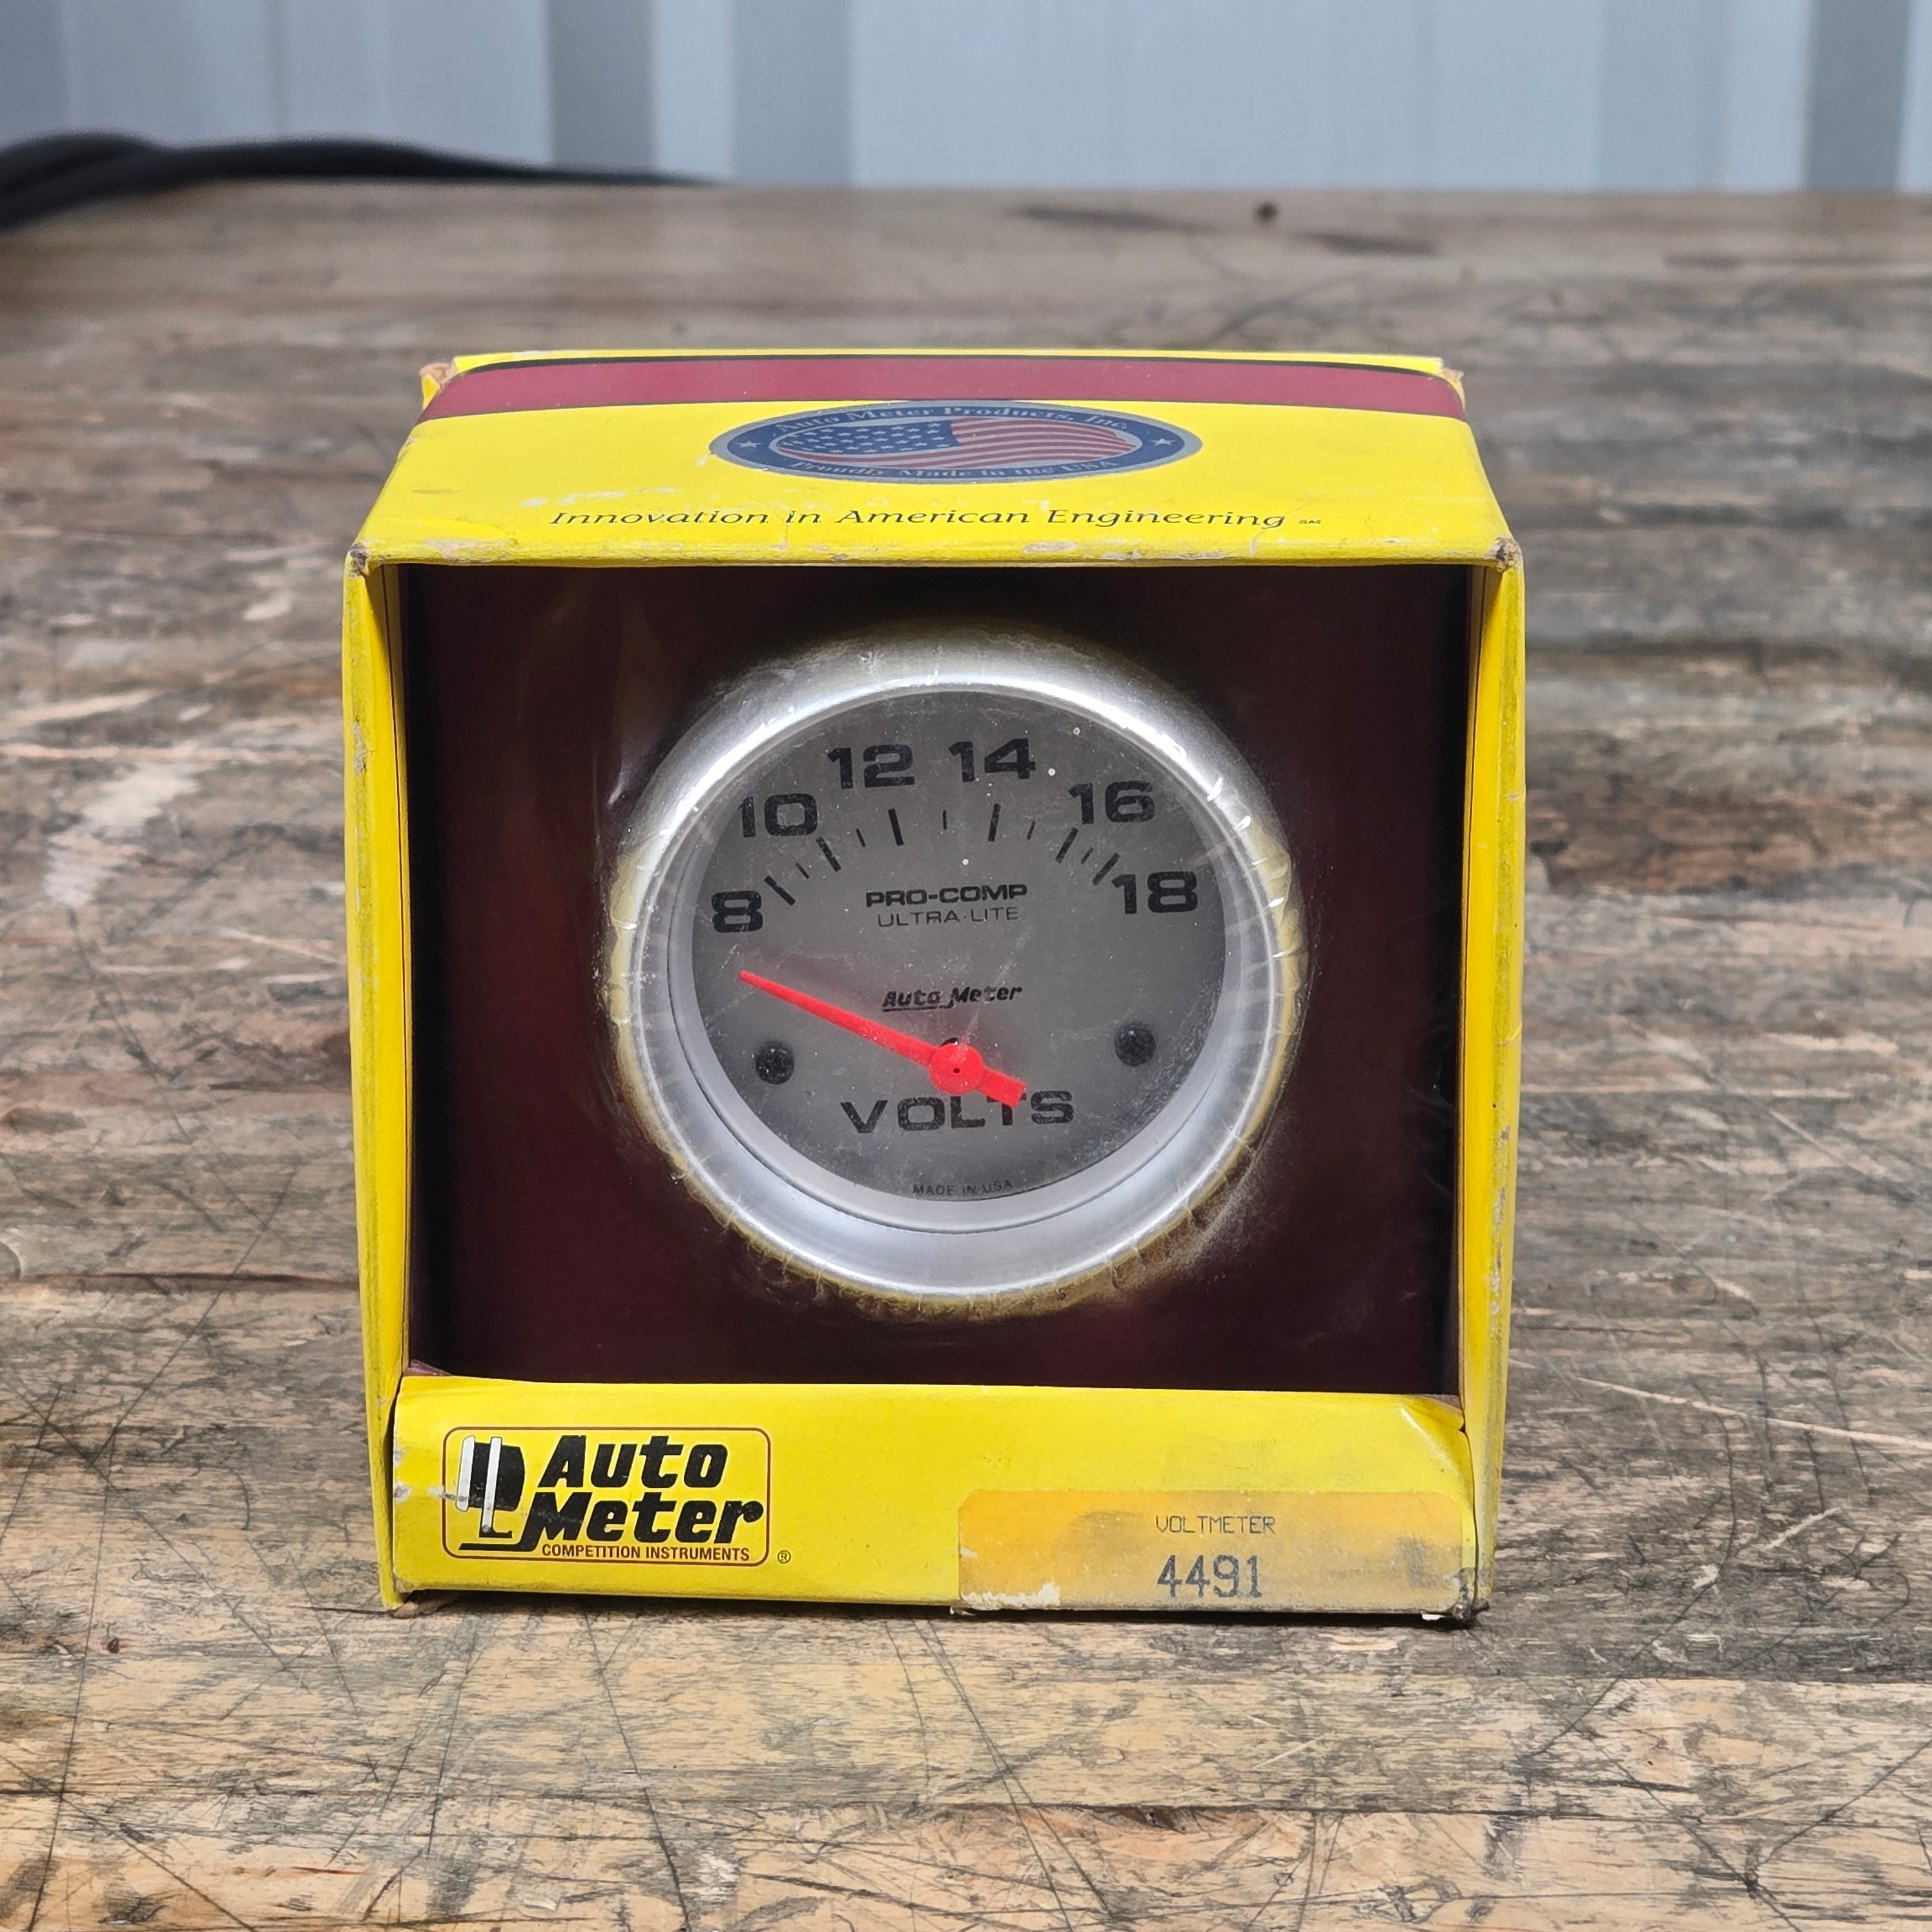 Auto Meter Products, Inc.
Proudly Made in the USA
Innovation in American Engineering SM
12 14
10 16
8 18
PRO-COMP
ULTRA-LITE
Auto Meter
VOLTS
MADE IN USA
Auto
Meter
COMPETITION INSTRUMENTS ®
VOLTMETER
4491